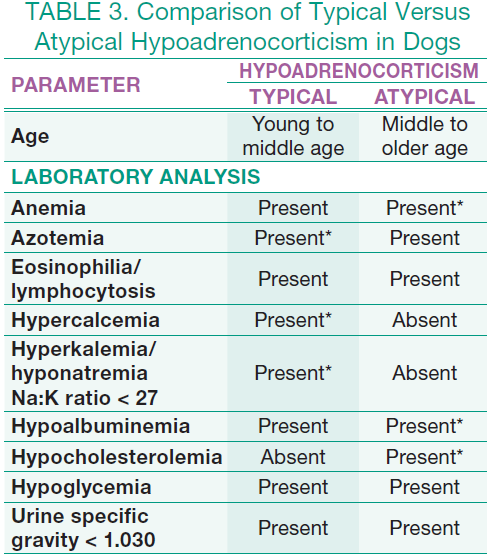 TABLE 3. Comparison of Typical Versus
Atypical Hypoadrenocorticism in Dogs
PARAMETER
HYPOADRENOCORTICISM
TYPICAL ATYPICAL
Age
Young to middle age
Middle to older age
LABORATORY ANALYSIS
Anemia Present Present*
Azotemia Present* Present
Eosinophilia/
lymphocytosis Present Present
Hypercalcemia Present* Absent
Hyperkalemia/
hyponatremia Present* Absent
Na:K ratio < 27
Hypoalbuminemia Present Present*
Hypocholesterolemia Absent Present*
Hypoglycemia Present Present
Urine specific
gravity < 1.030 Present Present